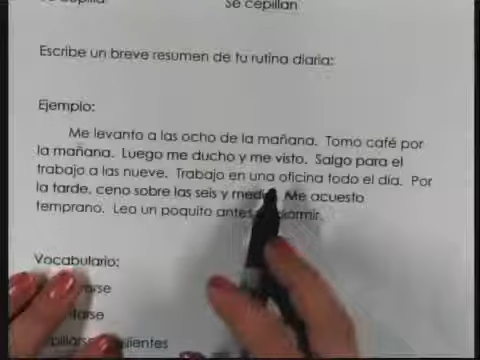 Se cepillan
Escribe un breve resumen de tu rutina diaria:
Ejemplo:
Me levanto a las ocho de la mañana. Tomo café por
la mañana. Luego me ducho y me visto. Salgo para el
trabajo a las nueve. Trabajo en una oficina todo el día. Por
la tarde, ceno sobre las seis y media. Me acuesto
temprano. Leo un poquito antes dormir.
Vocabulario: